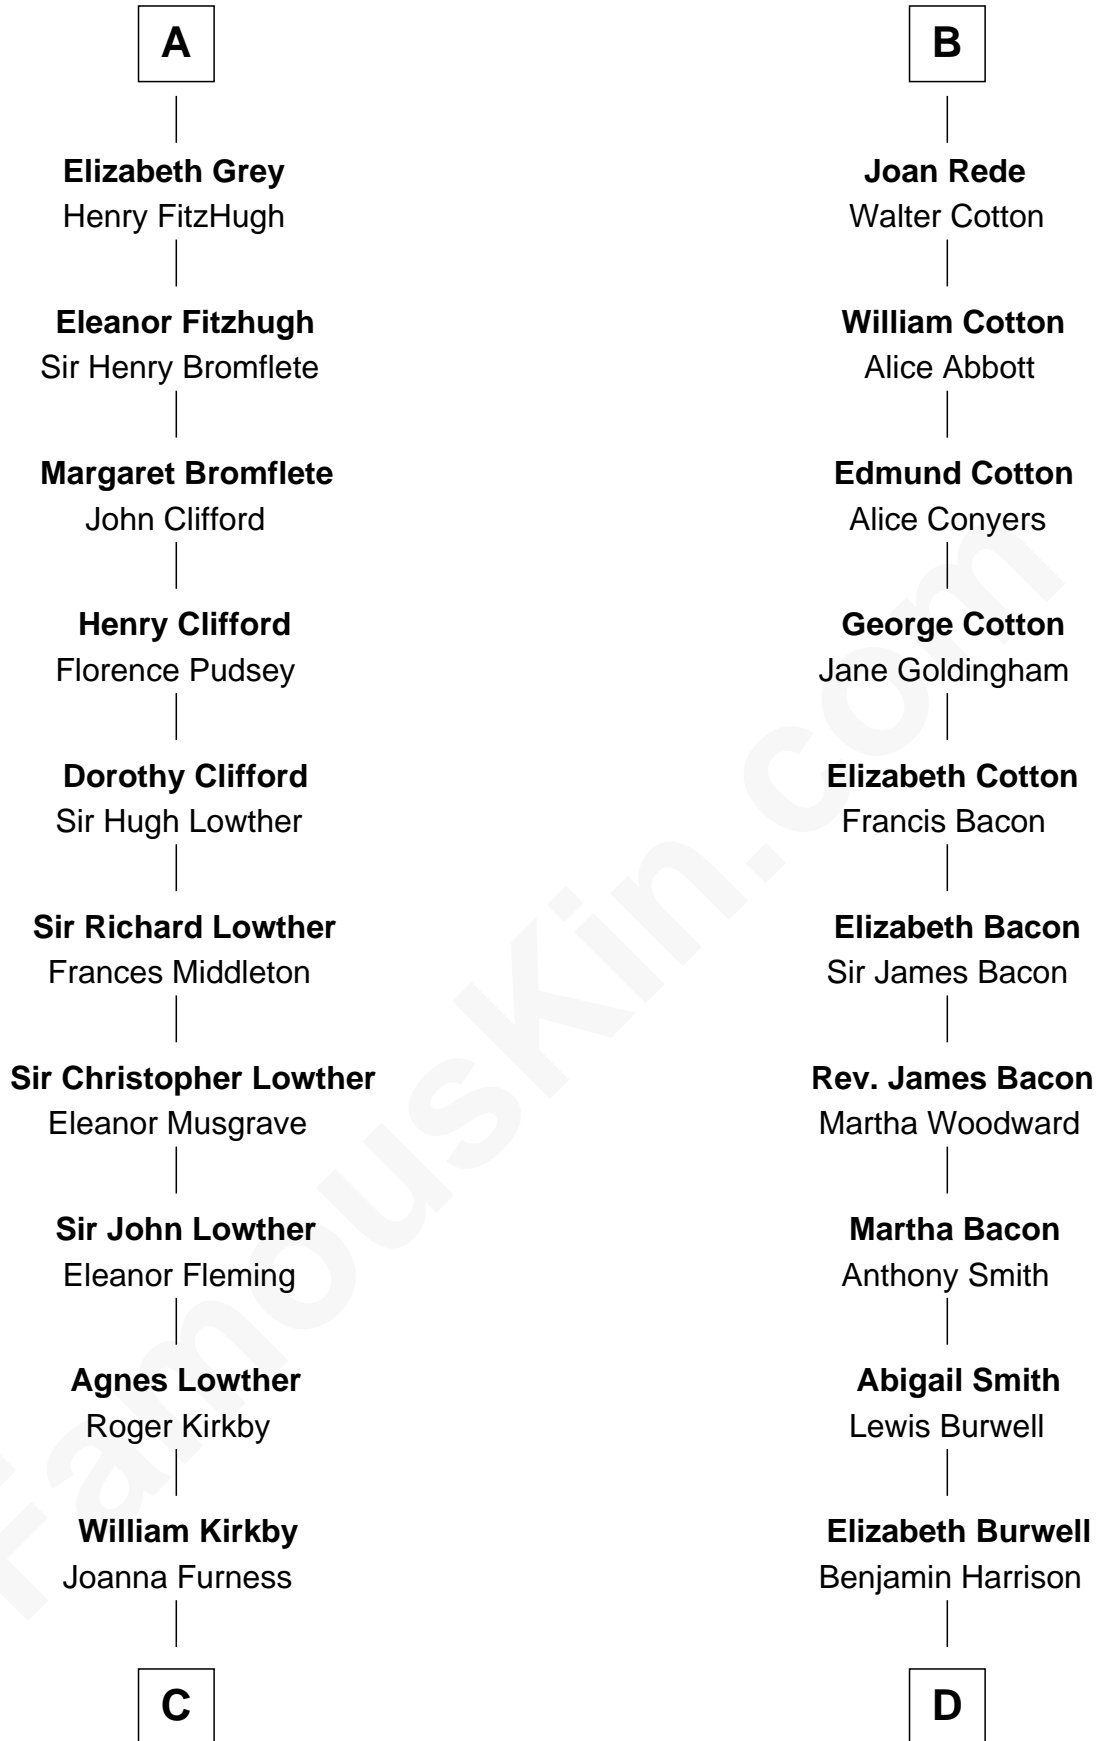 A
Elizabeth Grey
Henry FitzHugh
Eleanor Fitzhugh
Sir Henry Bromflete
Margaret Bromflete
John Clifford
Henry Clifford
Florence Pudsey
Dorothy Clifford
Sir Hugh Lowther
Sir Richard Lowther
Frances Middleton
Sir Christopher Lowther
Eleanor Musgrave
Sir John Lowther
Eleanor Fleming
Agnes Lowther
Roger Kirkby
William Kirkby
Joanna Furness
C
B
Joan Rede
Walter Cotton
William Cotton
Alice Abbott
Edmund Cotton
Alice Conyers
George Cotton
Jane Goldingham
Elizabeth Cotton
Francis Bacon
Elizabeth Bacon
Sir James Bacon
Rev. James Bacon
Martha Woodward
Martha Bacon
Anthony Smith
Abigail Smith
Lewis Burwell
Elizabeth Burwell
Benjamin Harrison
D
FamousKin.com